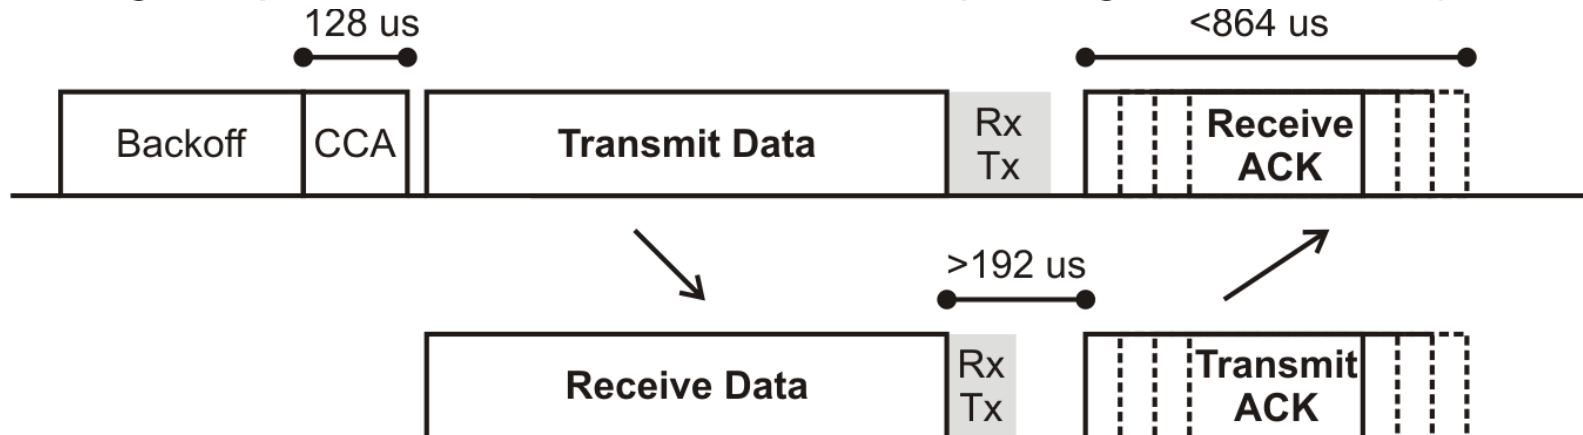 128 us
<864 us
Backoff
CCA
Transmit Data
Rx
Tx
Receive
ACK
>192 us
Receive Data
Rx
Tx
Transmit
ACK